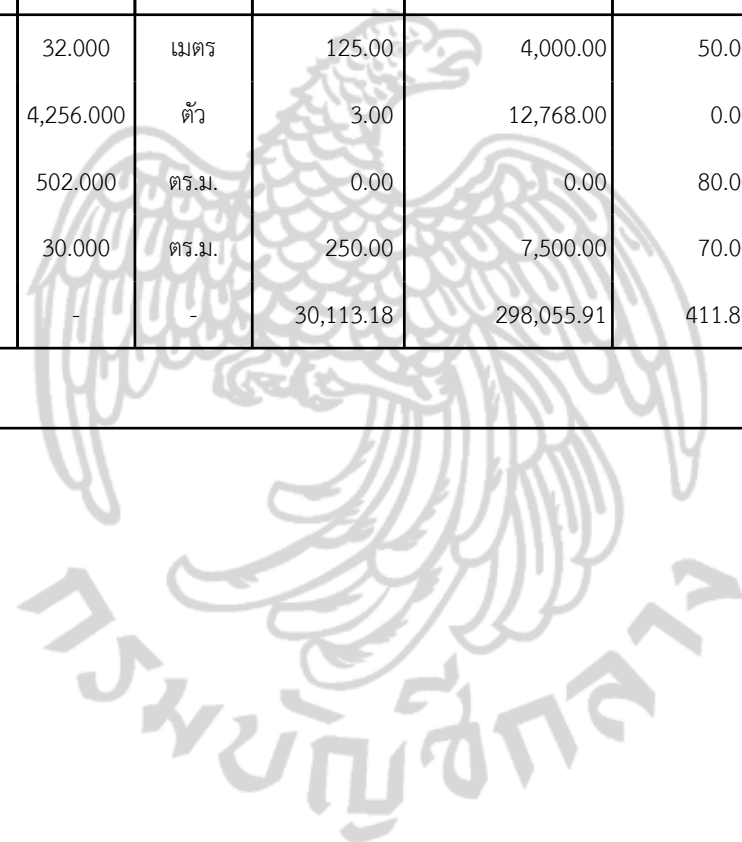 32.000 เมตร 125.00 4,000.00 50.0
4,256.000 ตัว 3.00 12,768.00 0.0
502.000 ตร.ม. 0.00 0.00 80.0
30.000 ตร.ม. 250.00 7,500.00 70.0
- - 30,113.18 298,055.91 411.8
กรมบัญชีกลาง